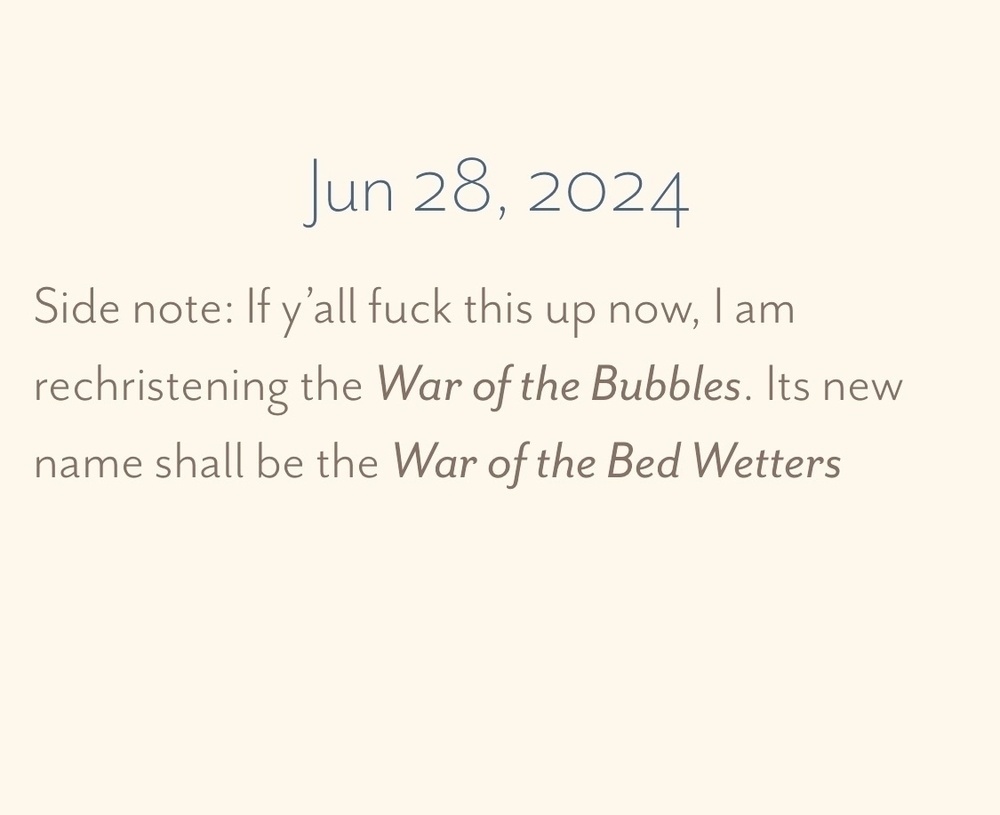 Jun 28, 2024
Side note: If y’all fuck this up now, I am
rechristening the War of the Bubbles. Its new
name shall be the War of the Bed Wetters